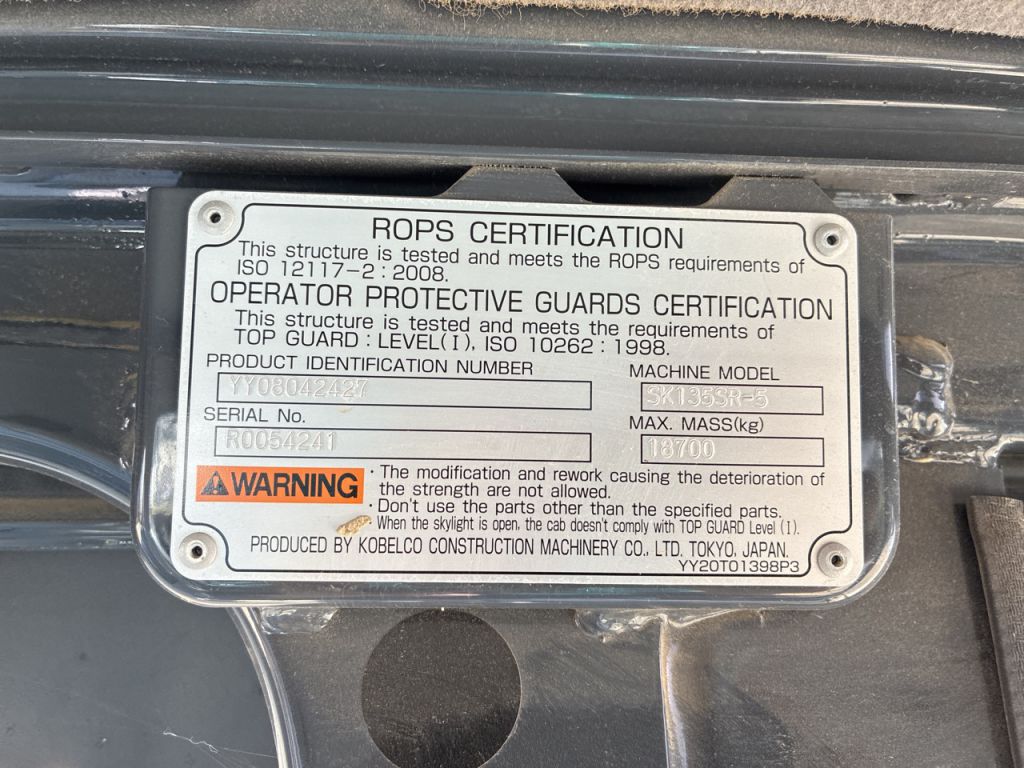 ROPS CERTIFICATION
This structure is tested and meets the ROPS requirements of
ISO 12117-2 : 2008.
OPERATOR PROTECTIVE GUARDS CERTIFICATION
This structure is tested and meets the requirements of
TOP GUARD : LEVEL(I), ISO 10262 : 1998.
PRODUCT IDENTIFICATION NUMBER
YY08042427
MACHINE MODEL
SK135SR-5
SERIAL No.
R0054241
MAX. MASS(kg)
18700
WARNING
· The modification and rework causing the deterioration of
the strength are not allowed.
· Don't use the parts other than the specified parts.
· When the skylight is open, the cab doesn't comply with TOP GUARD Level (I).
PRODUCED BY KOBELCO CONSTRUCTION MACHINERY CO., LTD. TOKYO, JAPAN.
YY20T01398P3